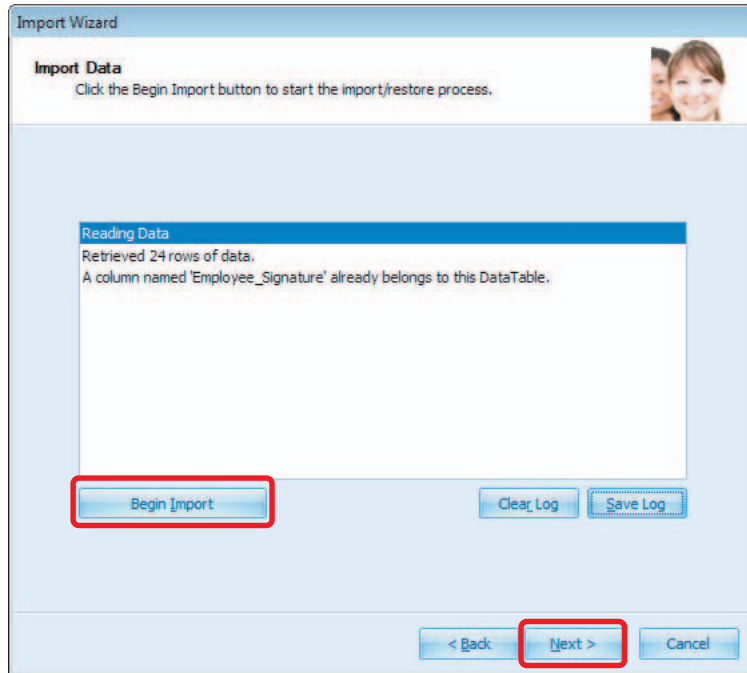 Import Wizard
Import Data
Click the Begin Import button to start the import/restore process.
Reading Data
Retrieved 24 rows of data.
A column named 'Employee_Signature' already belongs to this DataTable.
Begin Import
Clear Log
Save Log
< Back
Next >
Cancel